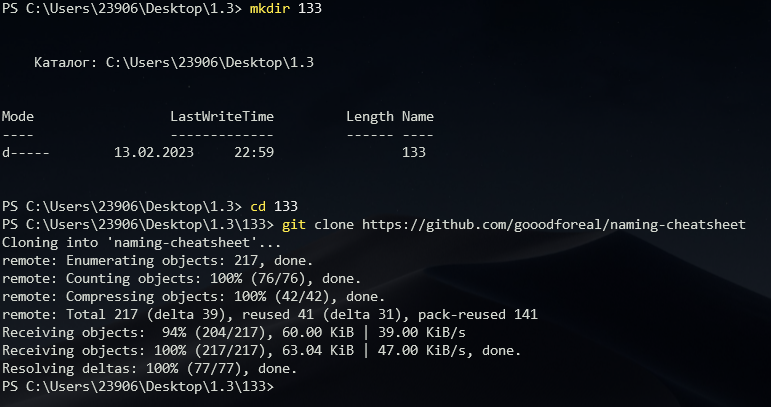 PS C:\Users\23906\Desktop\1.3> mkdir 133
Каталог: C:\Users\23906\Desktop\1.3
Mode LastWriteTime Length Name
---- ------------- ------ ----
d----- 13.02.2023 22:59 133
PS C:\Users\23906\Desktop\1.3> cd 133
PS C:\Users\23906\Desktop\1.3\133> git clone https://github.com/gooodforeal/naming-cheatsheet
Cloning into 'naming-cheatsheet'...
remote: Enumerating objects: 217, done.
remote: Counting objects: 100% (76/76), done.
remote: Compressing objects: 100% (42/42), done.
remote: Total 217 (delta 39), reused 41 (delta 31), pack-reused 141
Receiving objects:  94% (204/217), 60.00 KiB | 39.00 KiB/s
Receiving objects: 100% (217/217), 63.04 KiB | 47.00 KiB/s, done.
Resolving deltas: 100% (77/77), done.
PS C:\Users\23906\Desktop\1.3\133>